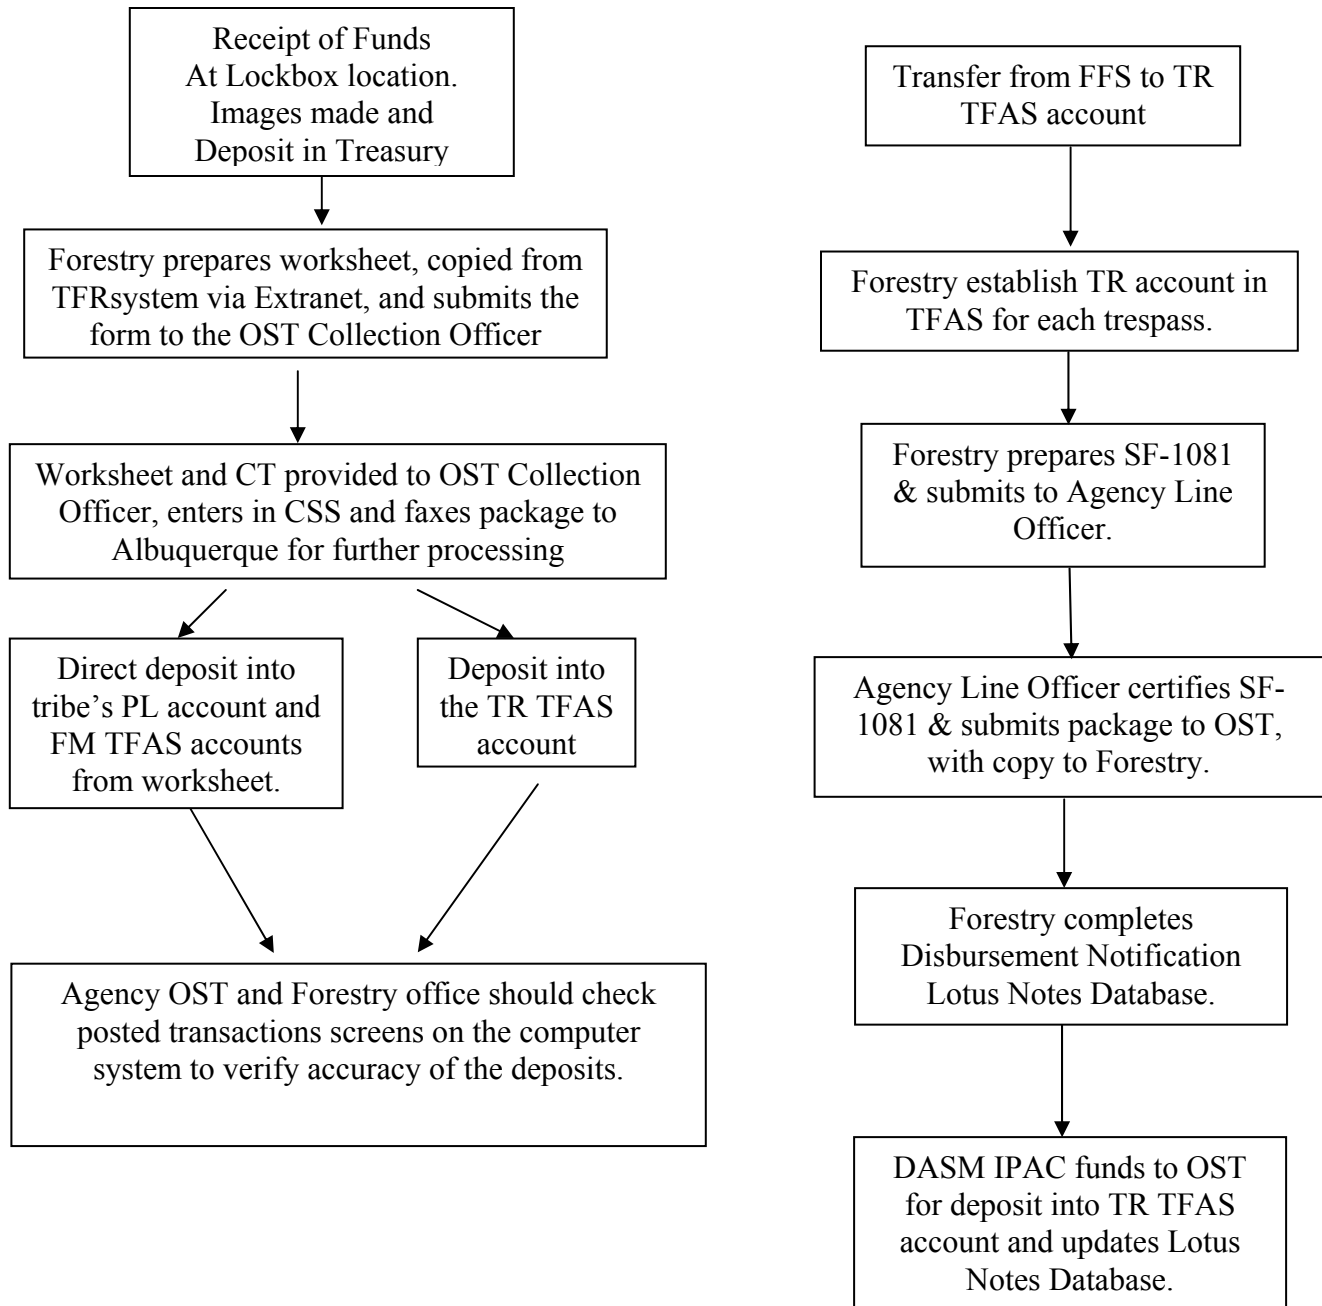 Receipt of Funds
At Lockbox location.
Images made and
Deposit in Treasury
Forestry prepares worksheet, copied from
TFRsystem via Extranet, and submits the
form to the OST Collection Officer
Worksheet and CT provided to OST Collection
Officer, enters in CSS and faxes package to
Albuquerque for further processing
Direct deposit into
tribe’s PL account and
FM TFAS accounts
from worksheet.
Deposit into
the TR TFAS
account
Agency OST and Forestry office should check
posted transactions screens on the computer
system to verify accuracy of the deposits.
Transfer from FFS to TR
TFAS account
Forestry establish TR account in
TFAS for each trespass.
Forestry prepares SF-1081
& submits to Agency Line
Officer.
Agency Line Officer certifies SF-
1081 & submits package to OST,
with copy to Forestry.
Forestry completes
Disbursement Notification
Lotus Notes Database.
DASM IPAC funds to OST
for deposit into TR TFAS
account and updates Lotus
Notes Database.